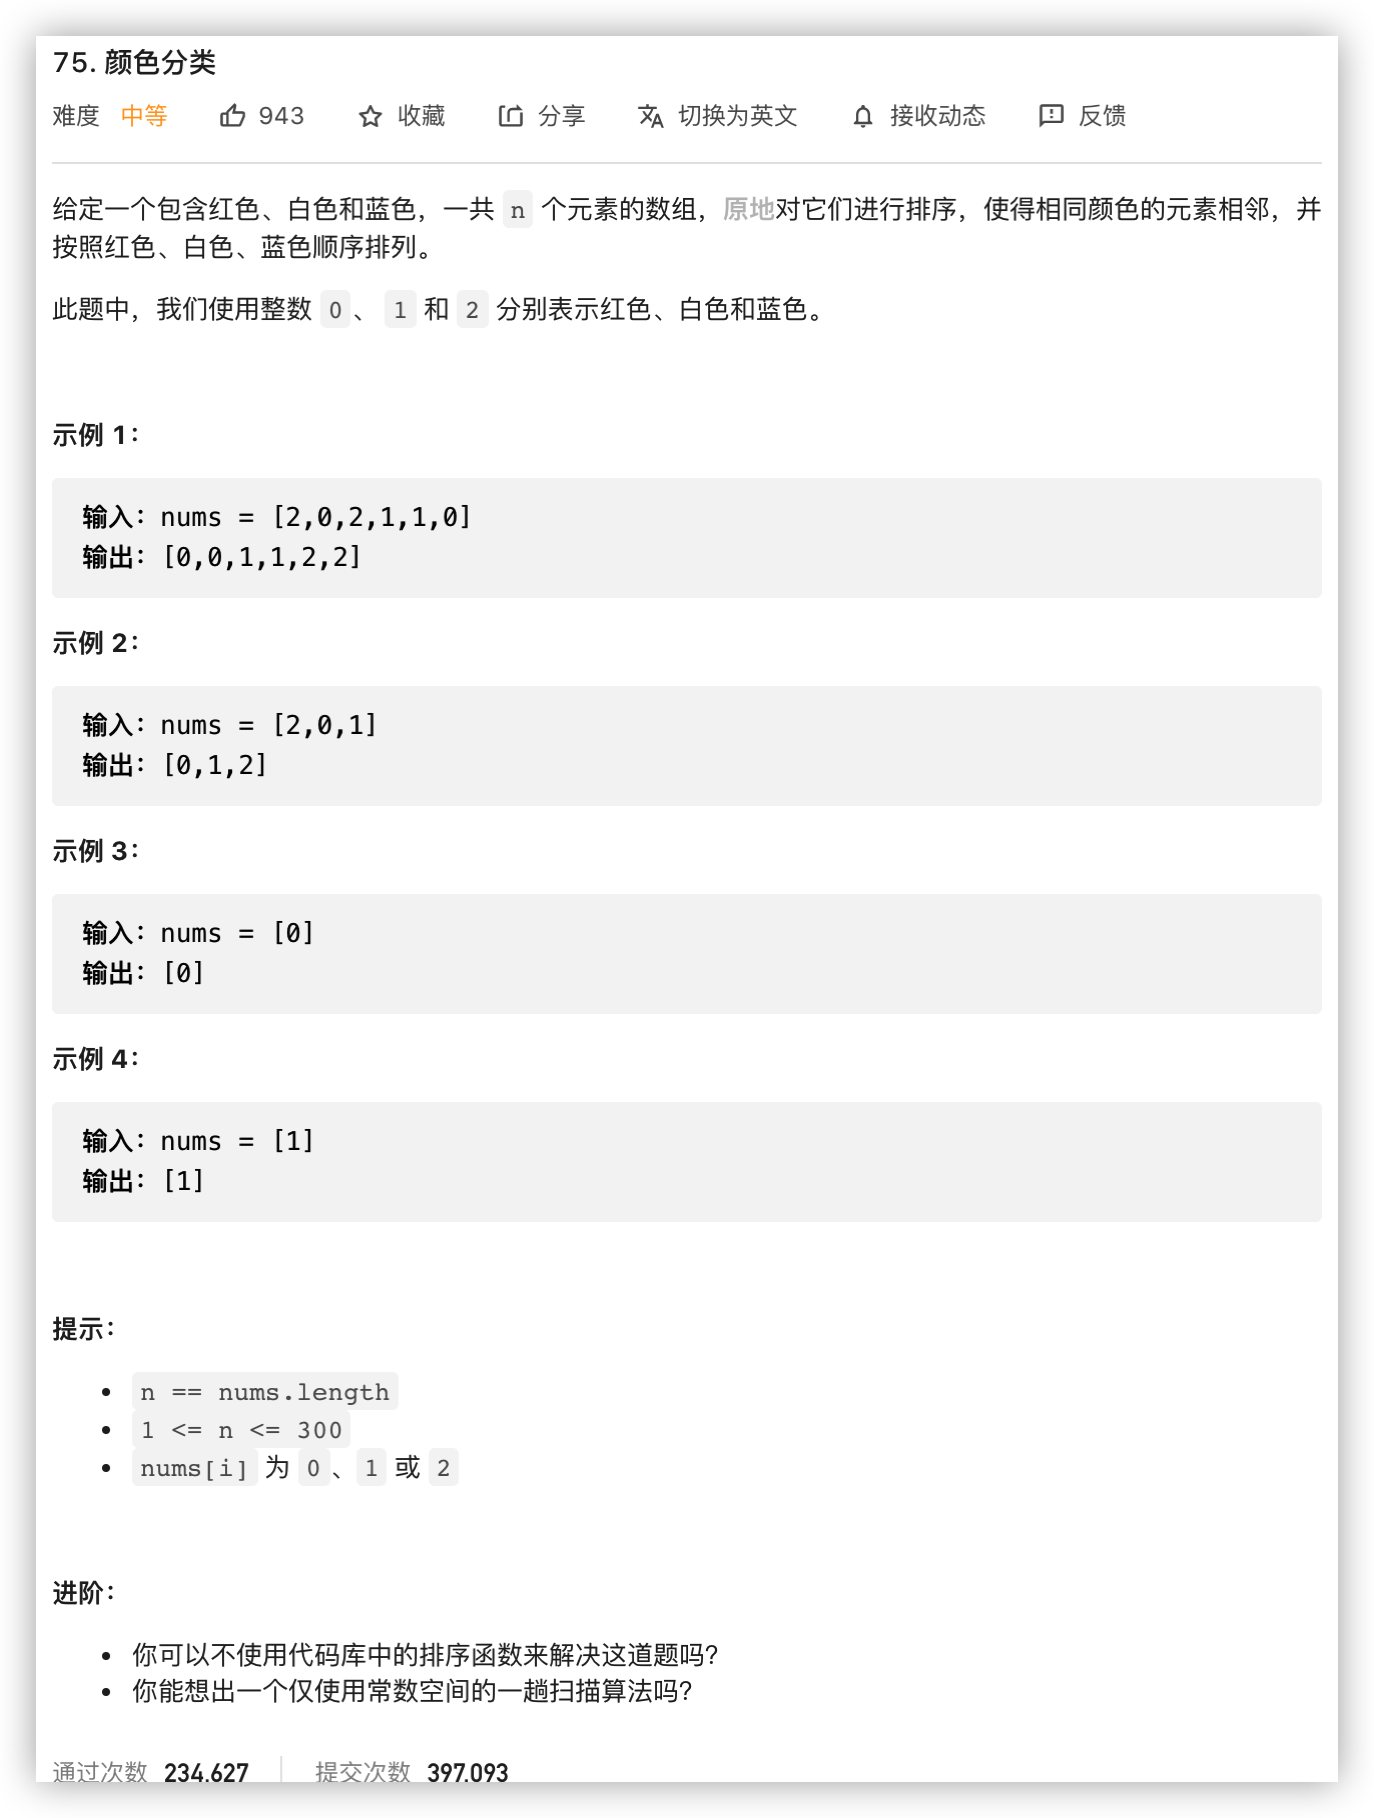 75. 颜色分类
难度 中等 943 收藏 分享 切换为英文 接收动态 反馈
给定一个包含红色、白色和蓝色，一共 n 个元素的数组，原地对它们进行排序，使得相同颜色的元素相邻，并
按照红色、白色、蓝色顺序排列。
此题中，我们使用整数 0、 1 和 2 分别表示红色、白色和蓝色。
示例 1：
输入：nums = [2,0,2,1,1,0]
输出：[0,0,1,1,2,2]
示例 2：
输入：nums = [2,0,1]
输出：[0,1,2]
示例 3：
输入：nums = [0]
输出：[0]
示例 4：
输入：nums = [1]
输出：[1]
提示：
• n == nums.length
• 1 <= n <= 300
• nums[i] 为 0、1 或 2
进阶：
• 你可以不使用代码库中的排序函数来解决这道题吗？
• 你能想出一个仅使用常数空间的一趟扫描算法吗？
通过次数 234,627 提交次数 397,093